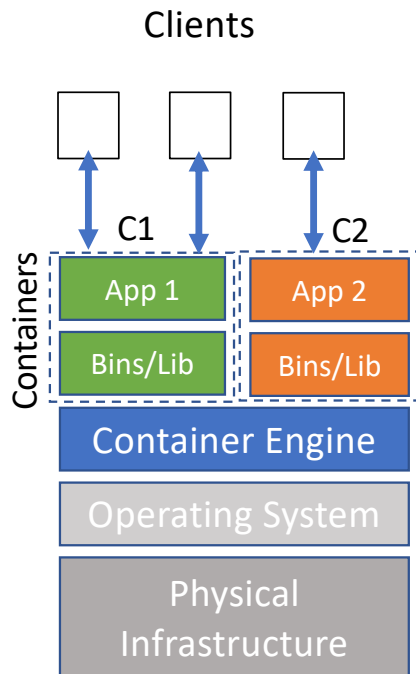 Clients
C1
C2
Containers
App 1
App 2
Bins/Lib
Bins/Lib
Container Engine
Operating System
Physical
Infrastructure